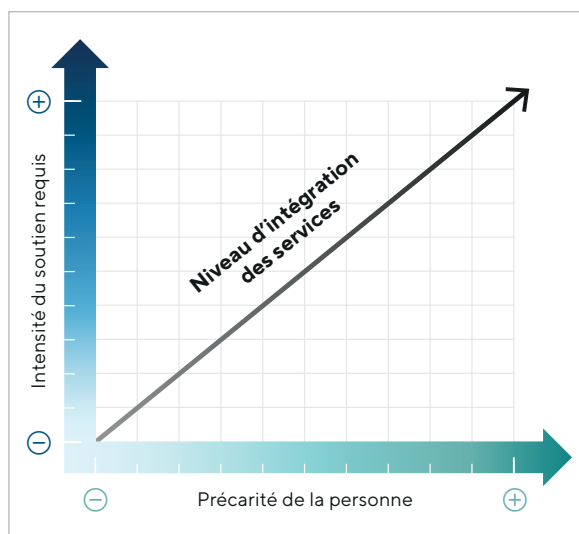 +
Intensité du soutien requis
Niveau d'intégration
des services
−
− Précarité de la personne +